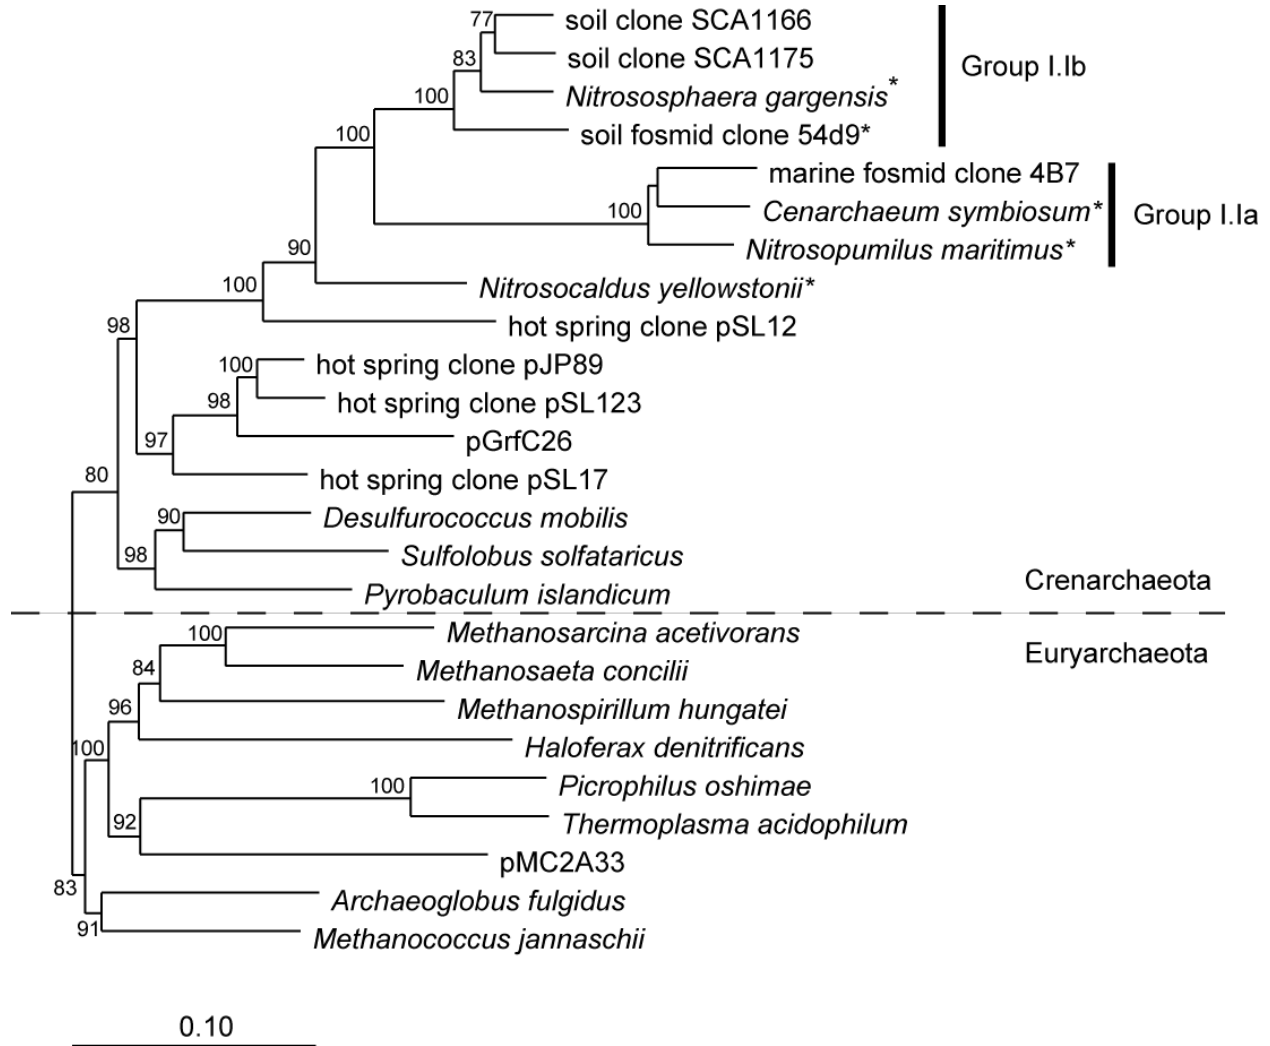 77
soil clone SCA1166
soil clone SCA1175
83
Nitrososphaera gargensis*
Group I.Ib
100
soil fosmid clone 54d9*
100
marine fosmid clone 4B7
Cenarchaeum symbiosum*
100
Group I.Ia
Nitrosopumilus maritimus*
90
Nitrosocaldus yellowstonii*
100
hot spring clone pSL12
98
hot spring clone pJP89
100
hot spring clone pSL123
98
pGrfC26
97
hot spring clone pSL17
80
Desulfurococcus mobilis
90
Sulfolobus solfataricus
98
Pyrobaculum islandicum
Crenarchaeota
Methanosarcina acetivorans
100
Euryarchaeota
Methanosaeta concilii
84
Methanospirillum hungatei
96
Haloferax denitrificans
100
Picrophilus oshimae
100
Thermoplasma acidophilum
92
pMC2A33
83
Archaeoglobus fulgidus
91
Methanococcus jannaschii
0.10